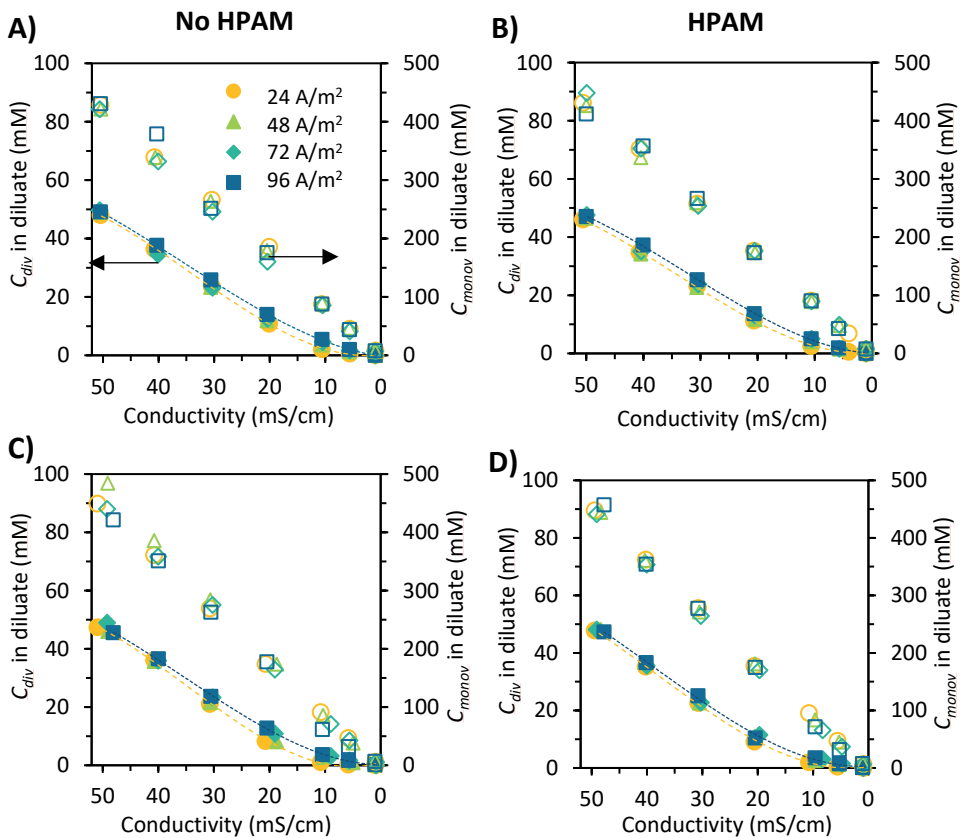 No HPAM
HPAM
A)
B)
100
80
60
40
20
0
500
400
300
200
100
0
24 A/m²
48 A/m²
72 A/m²
96 A/m²
C_div in diluate (mM)
C_monov in diluate (mM)
50 40 30 20 10 0
Conductivity (mS/cm)
100
80
60
40
20
0
500
400
300
200
100
0
C_div in diluate (mM)
C_monov in diluate (mM)
50 40 30 20 10 0
Conductivity (mS/cm)
C)
D)
100
80
60
40
20
0
500
400
300
200
100
0
C_div in diluate (mM)
C_monov in diluate (mM)
50 40 30 20 10 0
Conductivity (mS/cm)
100
80
60
40
20
0
500
400
300
200
100
0
C_div in diluate (mM)
C_monov in diluate (mM)
50 40 30 20 10 0
Conductivity (mS/cm)